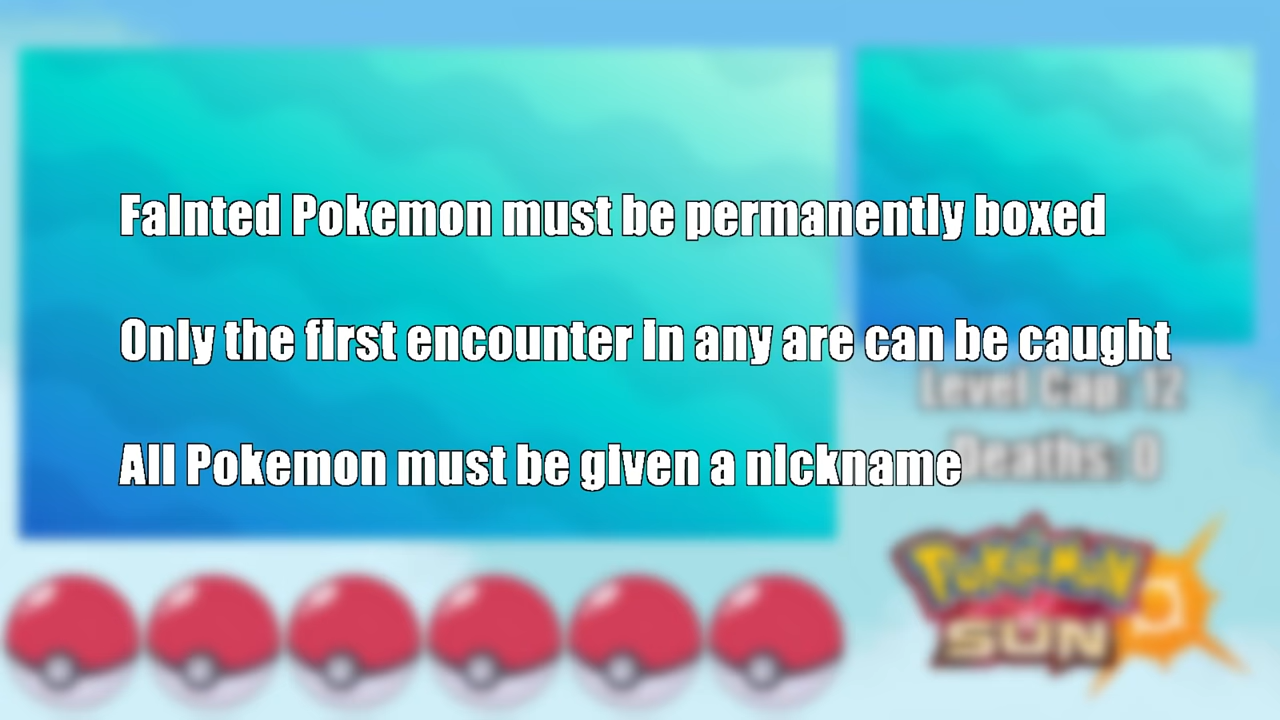 Fainted Pokemon must be permanently boxed
Only the first encounter in any are can be caught
Level Cap: 12
All Pokemon must be given a nickname
Deaths: 0
POKéMON
SUN